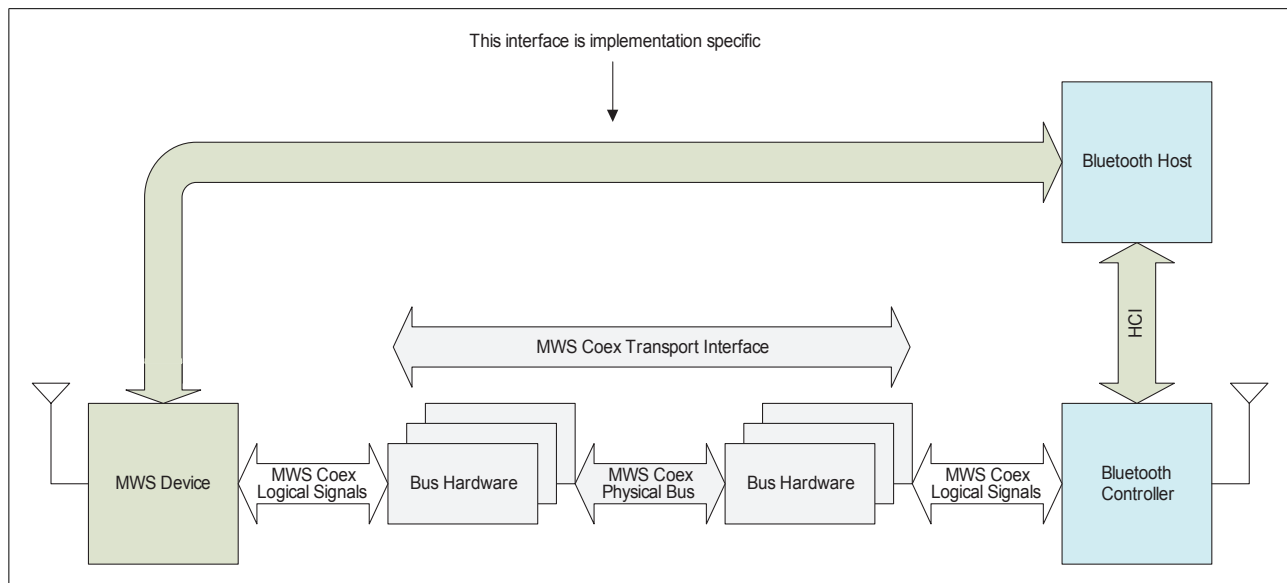 This interface is implementation specific
Bluetooth Host
HCI
MWS Coex Transport Interface
MWS Device
MWS Coex
Logical Signals
Bus Hardware
MWS Coex
Physical Bus
Bus Hardware
MWS Coex
Logical Signals
Bluetooth
Controller